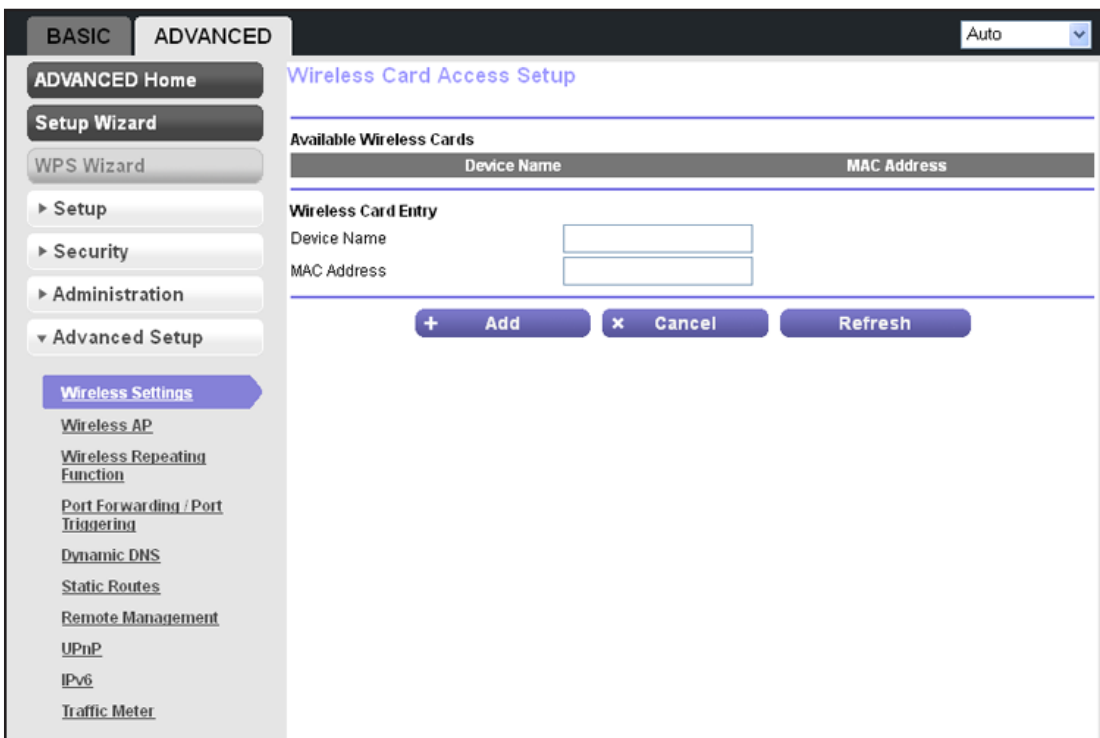 BASIC
ADVANCED
Auto
ADVANCED Home
Setup Wizard
WPS Wizard
Setup
Security
Administration
Advanced Setup
Wireless Settings
Wireless AP
Wireless Repeating
Function
Port Forwarding / Port
Triggering
Dynamic DNS
Static Routes
Remote Management
UPnP
IPv6
Traffic Meter
Wireless Card Access Setup
Available Wireless Cards
Device Name MAC Address
Wireless Card Entry
Device Name
MAC Address
+ Add × Cancel Refresh